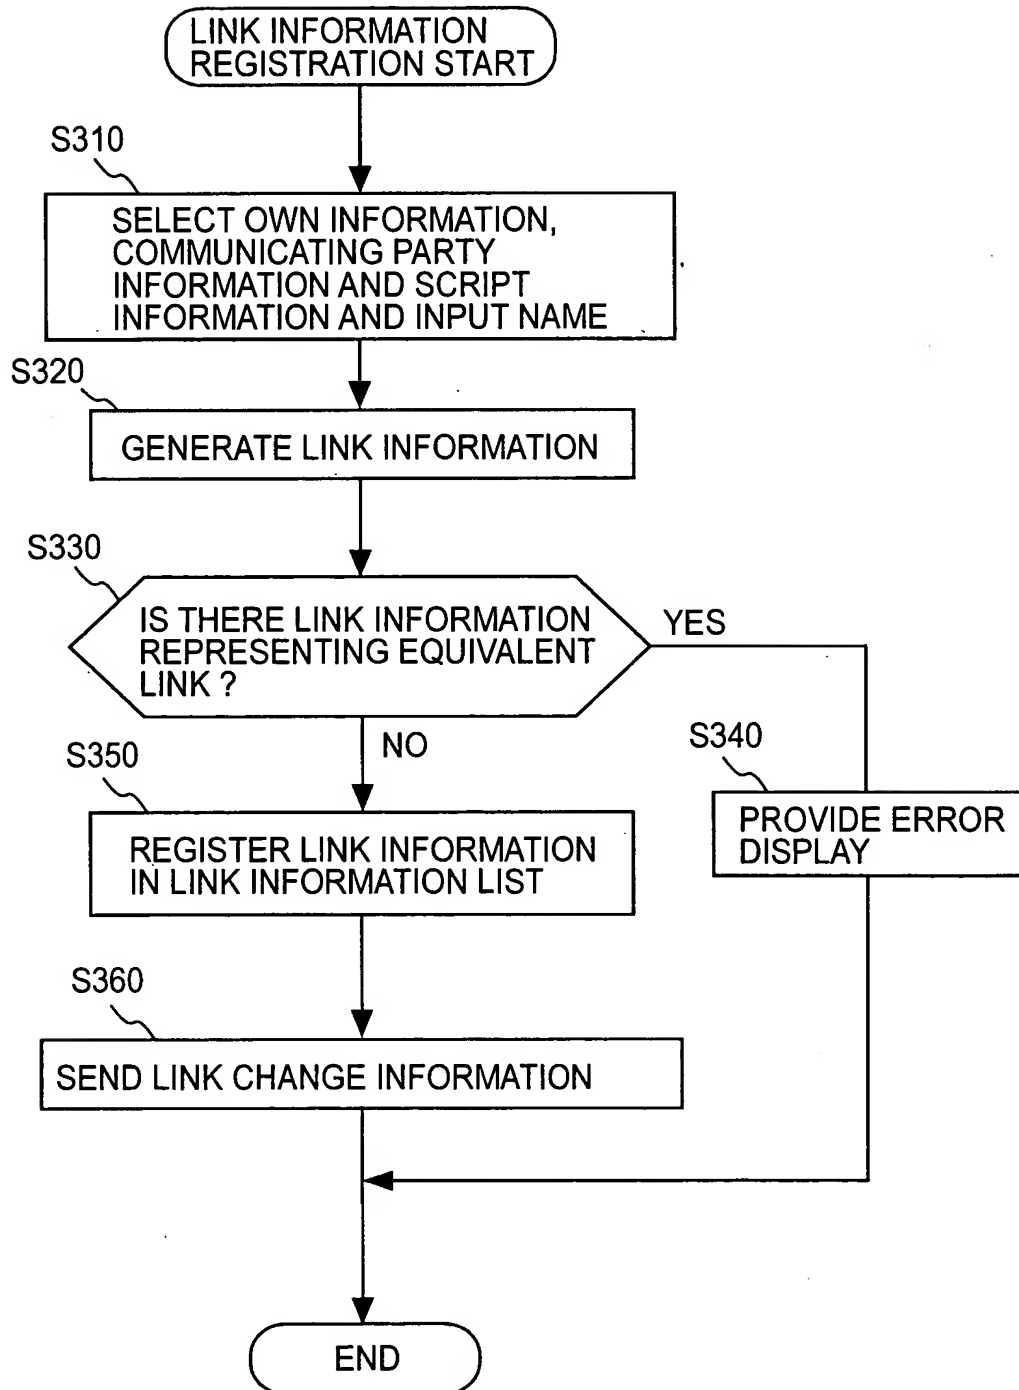 LINK INFORMATION
REGISTRATION START
S310
SELECT OWN INFORMATION,
COMMUNICATING PARTY
INFORMATION AND SCRIPT
INFORMATION AND INPUT NAME
S320
GENERATE LINK INFORMATION
S330
IS THERE LINK INFORMATION
REPRESENTING EQUIVALENT
LINK ?
YES
NO
S340
PROVIDE ERROR
DISPLAY
S350
REGISTER LINK INFORMATION
IN LINK INFORMATION LIST
S360
SEND LINK CHANGE INFORMATION
END